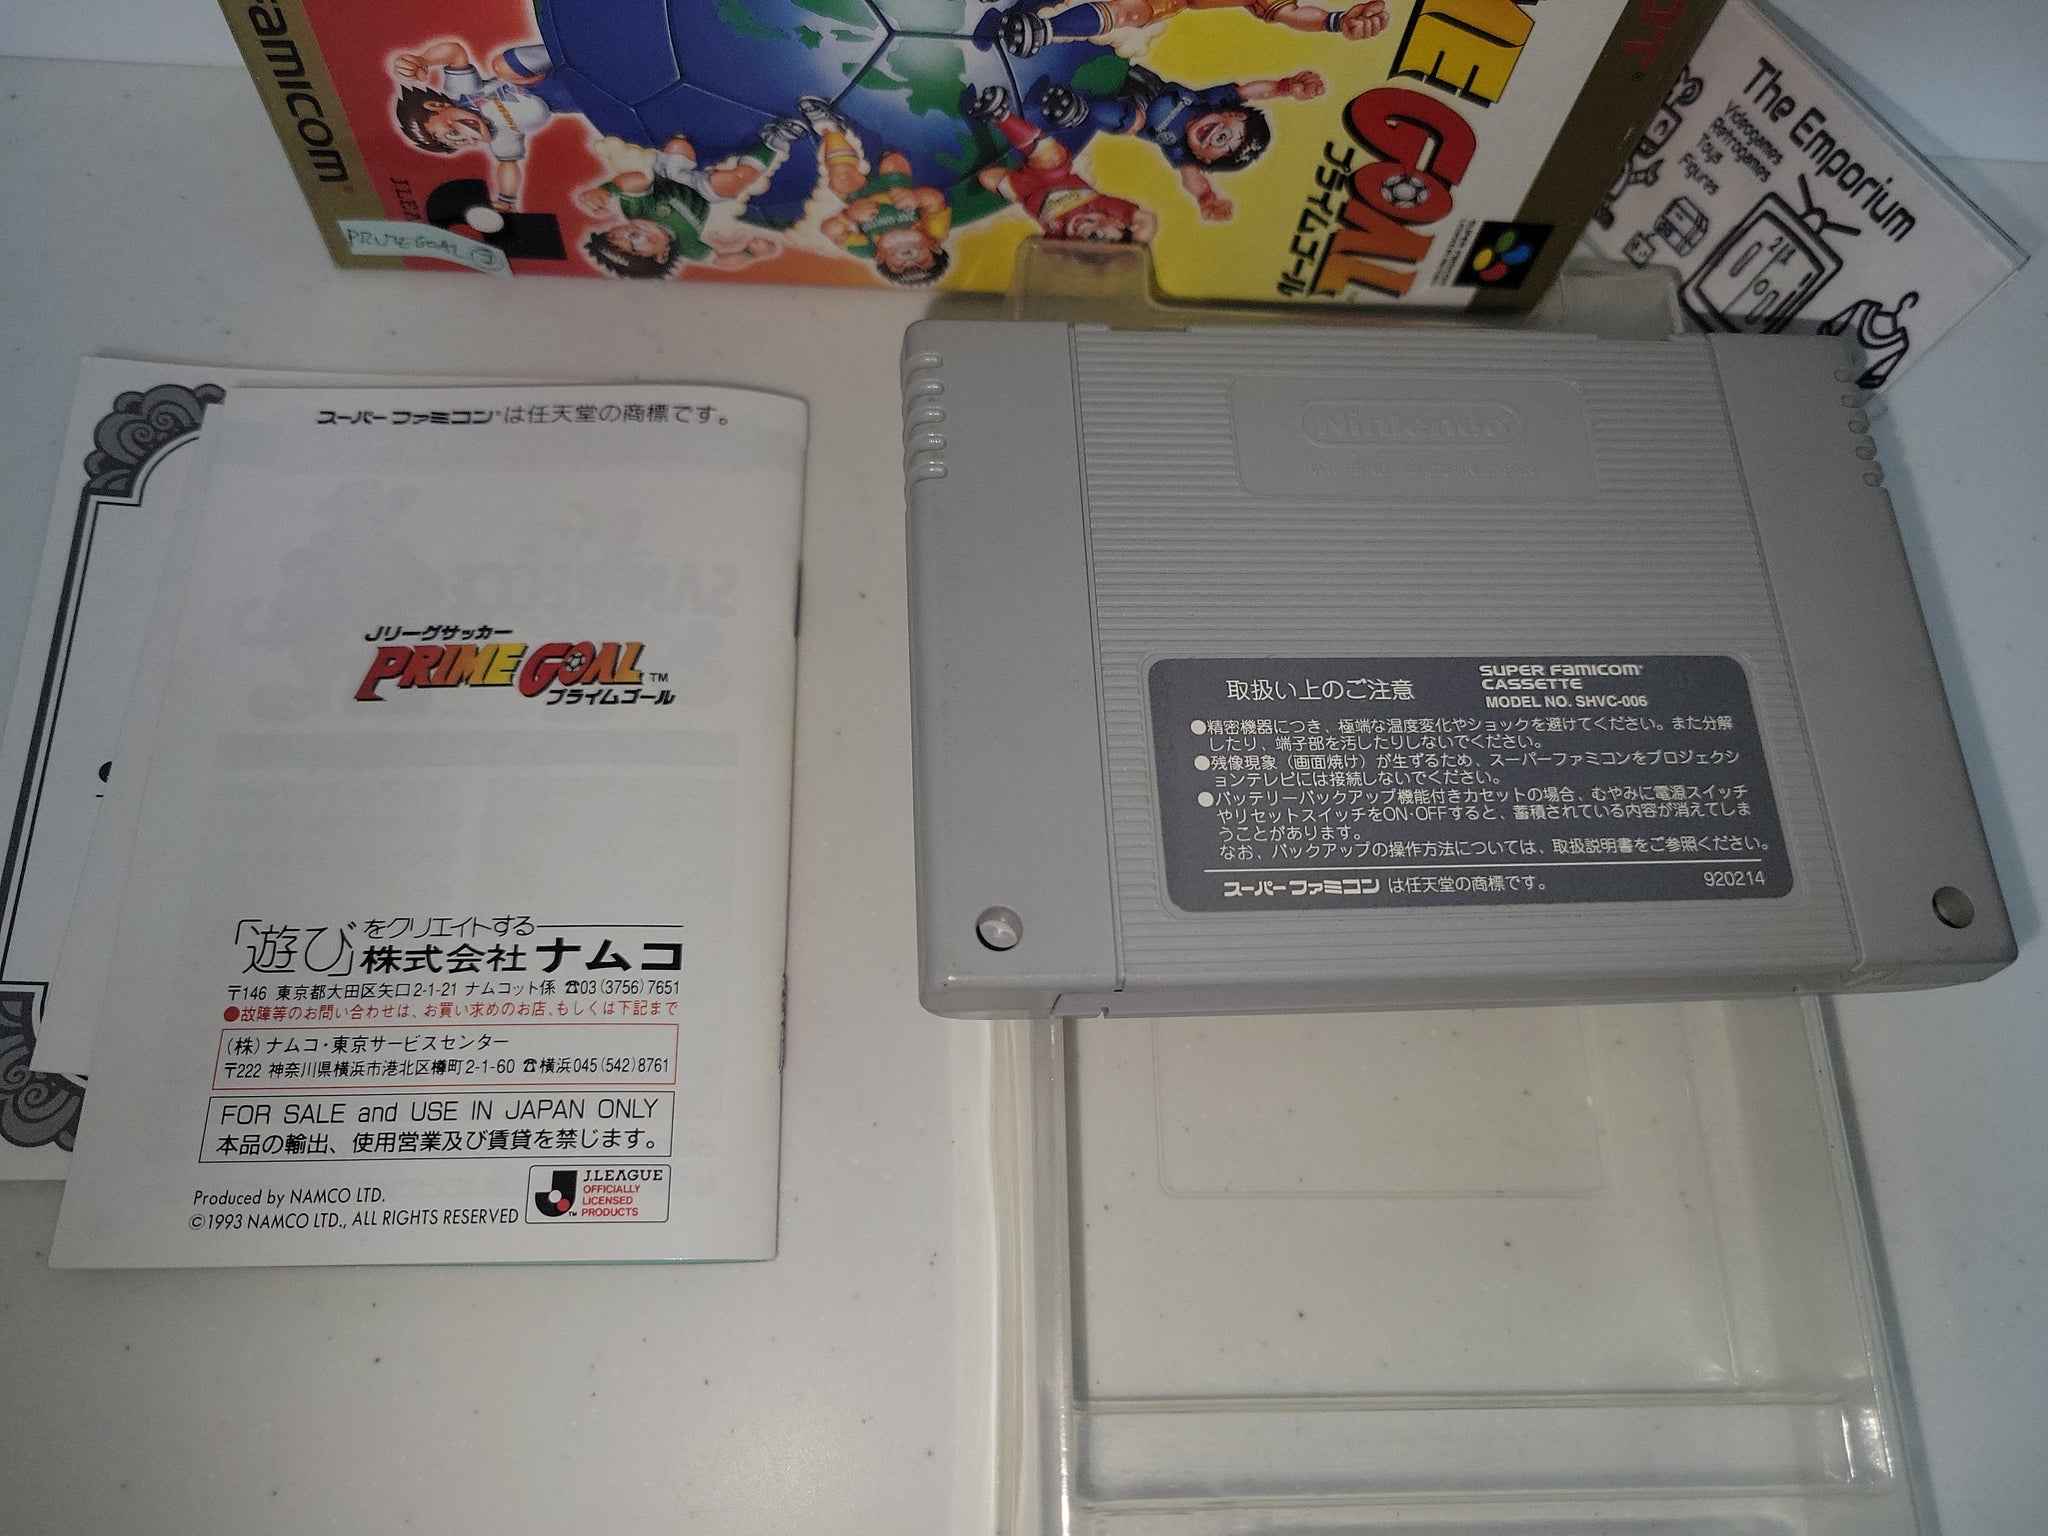 FAMICOM
J.LEA
PRIME GOAL 3
ME GOAL
プライムゴール
The Emporium
Videogames
Retrogames
Toys
Figures
スーパーファミコン®は任天堂の商標です。
Jリーグサッカー
PRIME GOAL™
プライムゴール
「遊び」をクリエイトする
株式会社ナムコ
〒146 東京都大田区矢口2-1-21 ナムコット係 ☎03(3756)7651
●故障等のお問い合わせは、お買い求めのお店、もしくは下記まで
(株)ナムコ・東京サービスセンター
〒222 神奈川県横浜市港北区樽町2-1-60 ☎横浜045(542)8761
FOR SALE and USE IN JAPAN ONLY
本品の輸出、使用営業及び賃貸を禁じます。
Produced by NAMCO LTD.
©1993 NAMCO LTD., ALL RIGHTS RESERVED
J.LEAGUE
OFFICIALLY
LICENSED
PRODUCTS
™
Nintendo
PAT. PEND. MADE IN JAPAN
取扱い上のご注意
SUPER FAMICOM®
CASSETTE
MODEL NO. SHVC-006
●精密機器につき、極端な温度変化やショックを避けてください。また分解
したり、端子部を汚したりしないでください。
●残像現象（画面焼け）が生ずるため、スーパーファミコンをプロジェクシ
ョンテレビには接続しないでください。
●バッテリーバックアップ機能付きカセットの場合、むやみに電源スイッチ
やリセットスイッチをON・OFFすると、蓄積されている内容が消えてしま
うことがあります。
なお、バックアップの操作方法については、取扱説明書をご参照ください。
スーパーファミコン は任天堂の商標です。
920214